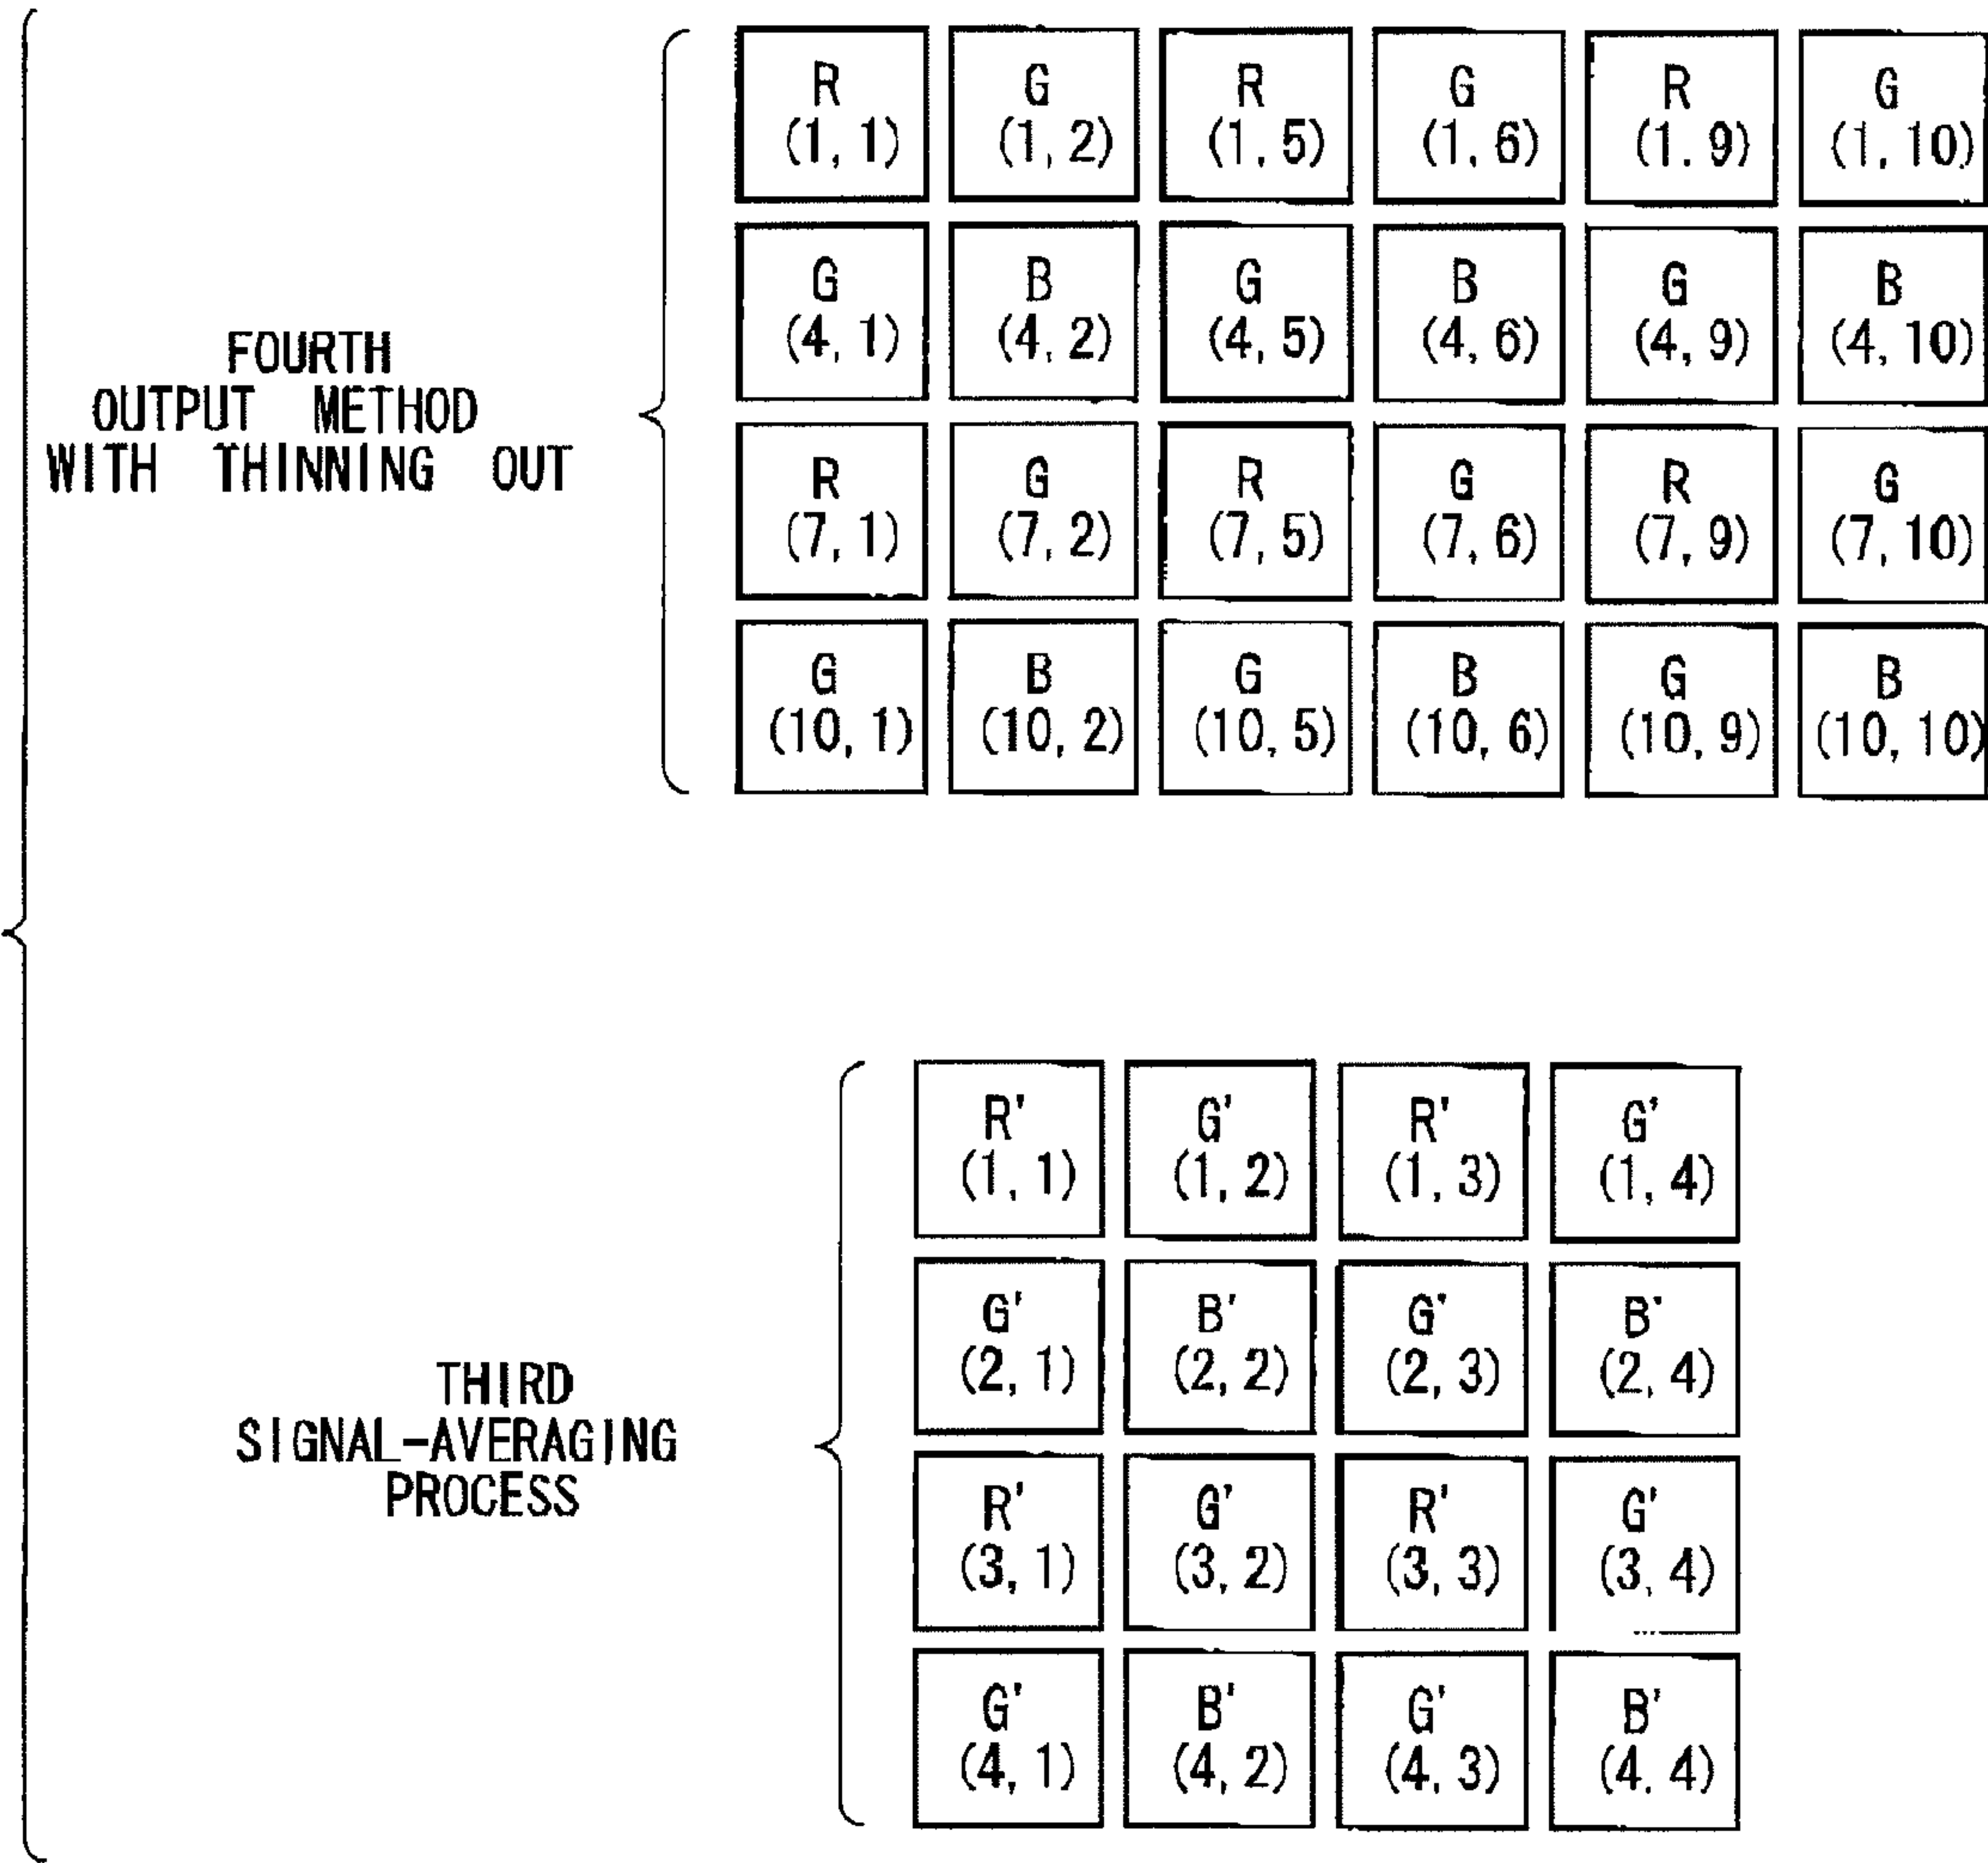 R G R G R G
(1, 1) (1, 2) (1, 5) (1, 6) (1. 9) (1, 10)
G B G B G B
(4, 1) (4, 2) (4, 5) (4, 6) (4, 9) (4, 10)
FOURTH
OUTPUT METHOD
WITH THINNING OUT
R G R G R G
(7, 1) (7, 2) (7, 5) (7, 6) (7, 9) (7, 10)
G B G B G B
(10, 1) (10, 2) (10, 5) (10, 6) (10, 9) (10, 10)
R' G' R' G'
(1, 1) (1, 2) (1, 3) (1, 4)
G' B' G' B'
(2, 1) (2, 2) (2, 3) (2, 4)
THIRD
SIGNAL-AVERAGING
PROCESS
R' G' R' G'
(3, 1) (3, 2) (3, 3) (3, 4)
G' B' G' B'
(4, 1) (4, 2) (4, 3) (4. 4)